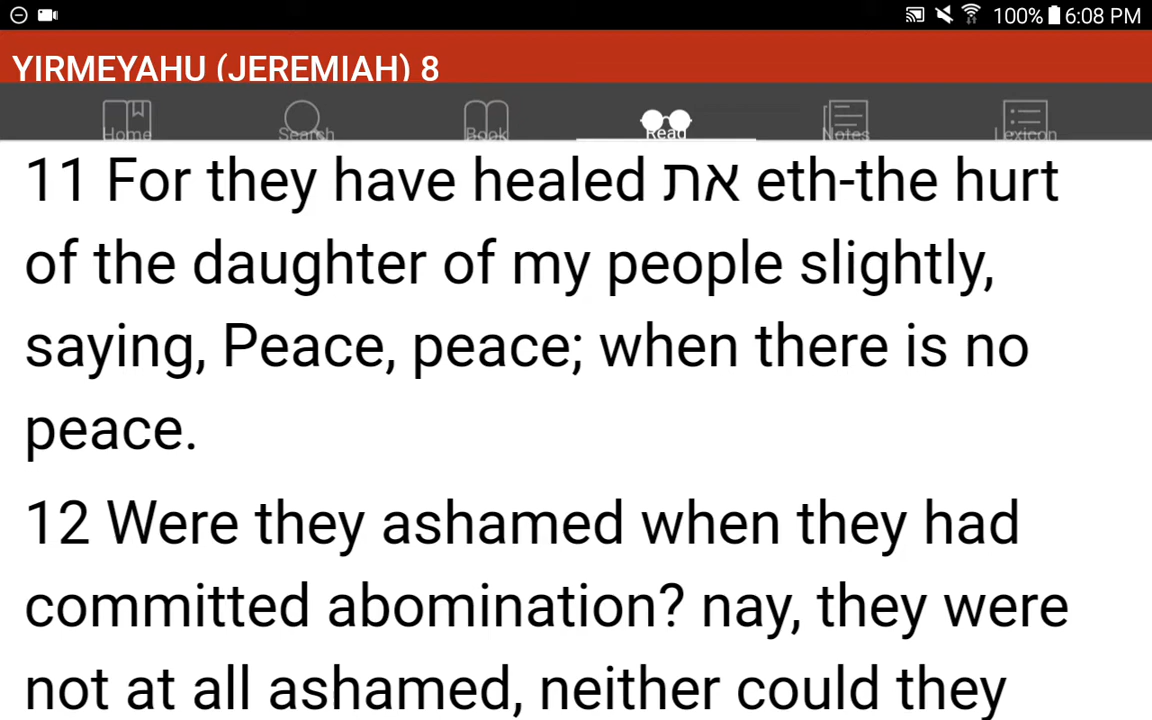 100% 6:08 PM
YIRMEYAHU (JEREMIAH) 8
Home Search Book Read Notes Lexicon
11 For they have healed את eth-the hurt
of the daughter of my people slightly,
saying, Peace, peace; when there is no
peace.
12 Were they ashamed when they had
committed abomination? nay, they were
not at all ashamed, neither could they